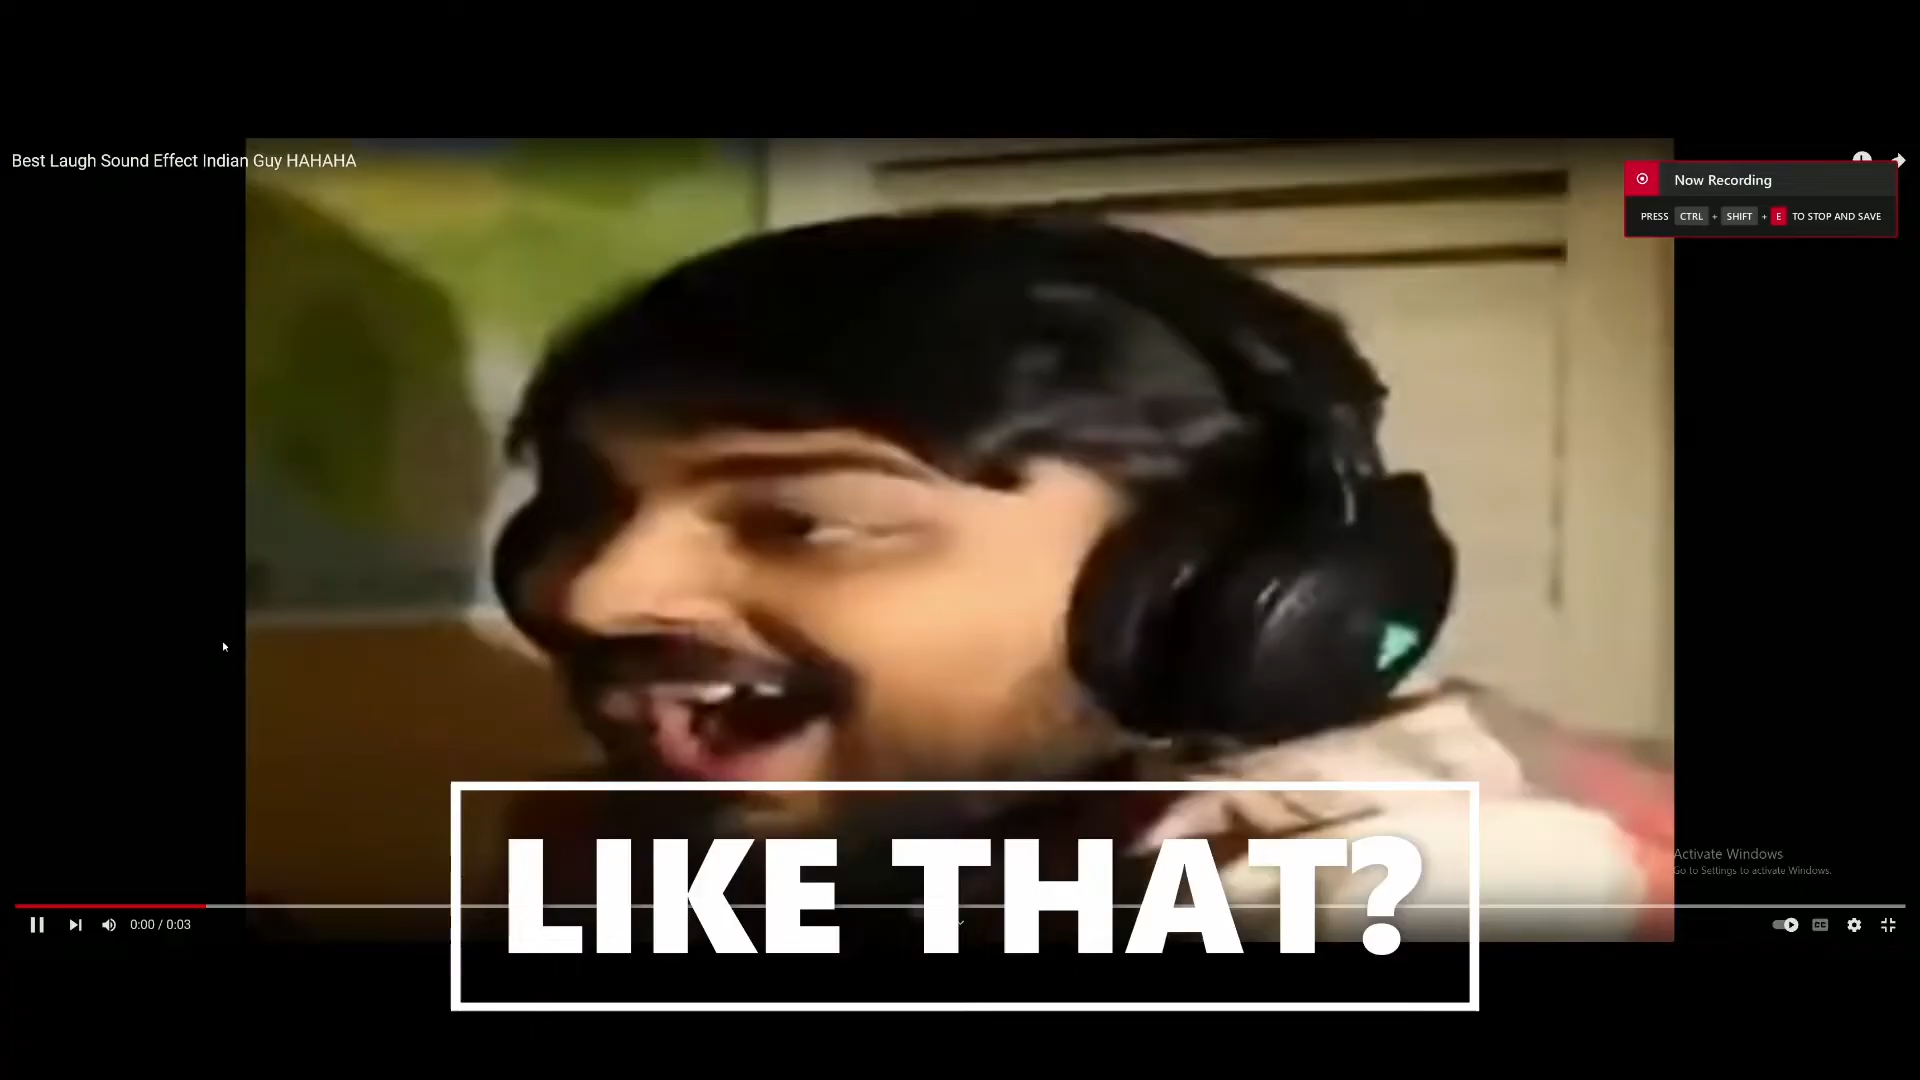 Best Laugh Sound Effect Indian Guy HAHAHA
Now Recording
PRESS CTRL + SHIFT + E TO STOP AND SAVE
LIKE THAT?
Activate Windows
Go to Settings to activate Windows.
0:00 / 0:03
CC